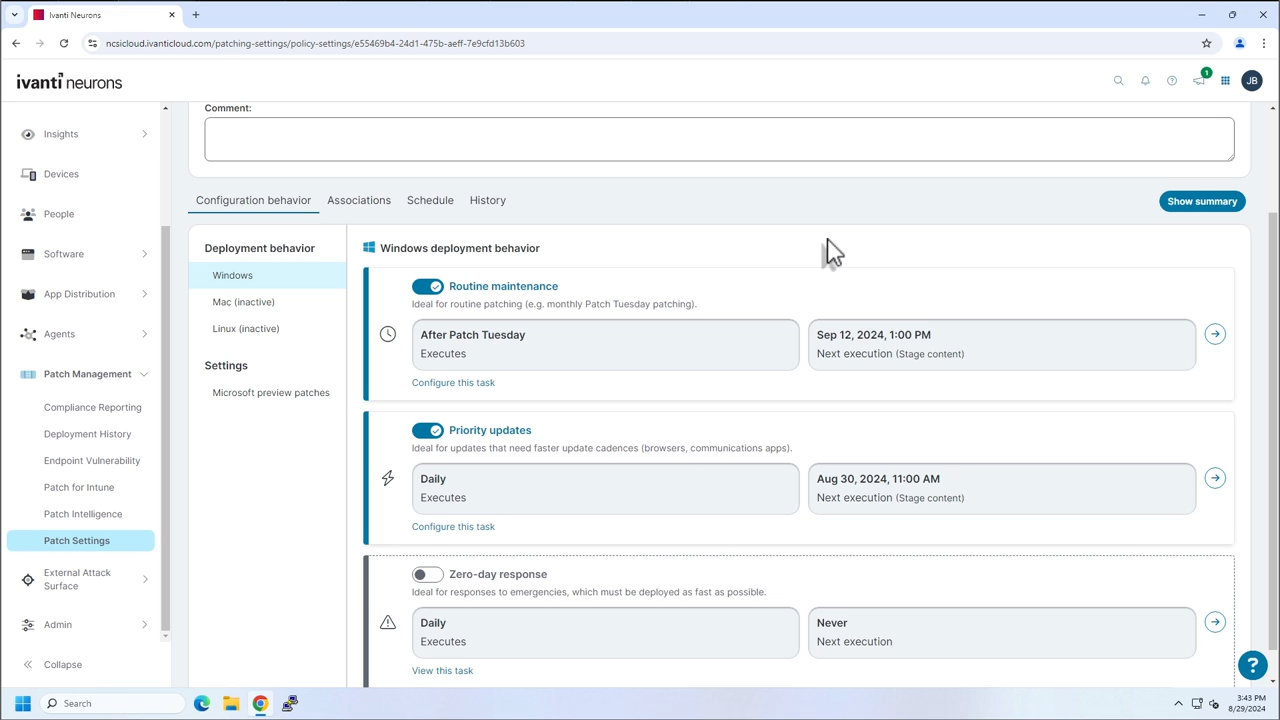 Ivanti Neurons
ncsicloud.ivanticloud.com/patching-settings/policy-settings/e55469b4-24d1-475b-aeff-7e9cfd13b603
ivanti neurons
1
JB
Insights
Devices
People
Software
App Distribution
Agents
Patch Management
Compliance Reporting
Deployment History
Endpoint Vulnerability
Patch for Intune
Patch Intelligence
Patch Settings
External Attack
Surface
Admin
Collapse
Comment:
Configuration behavior
Associations
Schedule
History
Show summary
Deployment behavior
Windows
Mac (inactive)
Linux (inactive)
Settings
Microsoft preview patches
Windows deployment behavior
Routine maintenance
Ideal for routine patching (e.g. monthly Patch Tuesday patching).
After Patch Tuesday
Executes
Sep 12, 2024, 1:00 PM
Next execution (Stage content)
Configure this task
Priority updates
Ideal for updates that need faster update cadences (browsers, communications apps).
Daily
Executes
Aug 30, 2024, 11:00 AM
Next execution (Stage content)
Configure this task
Zero-day response
Ideal for responses to emergencies, which must be deployed as fast as possible.
Daily
Executes
Never
Next execution
View this task
?
Search
3:43 PM
8/29/2024